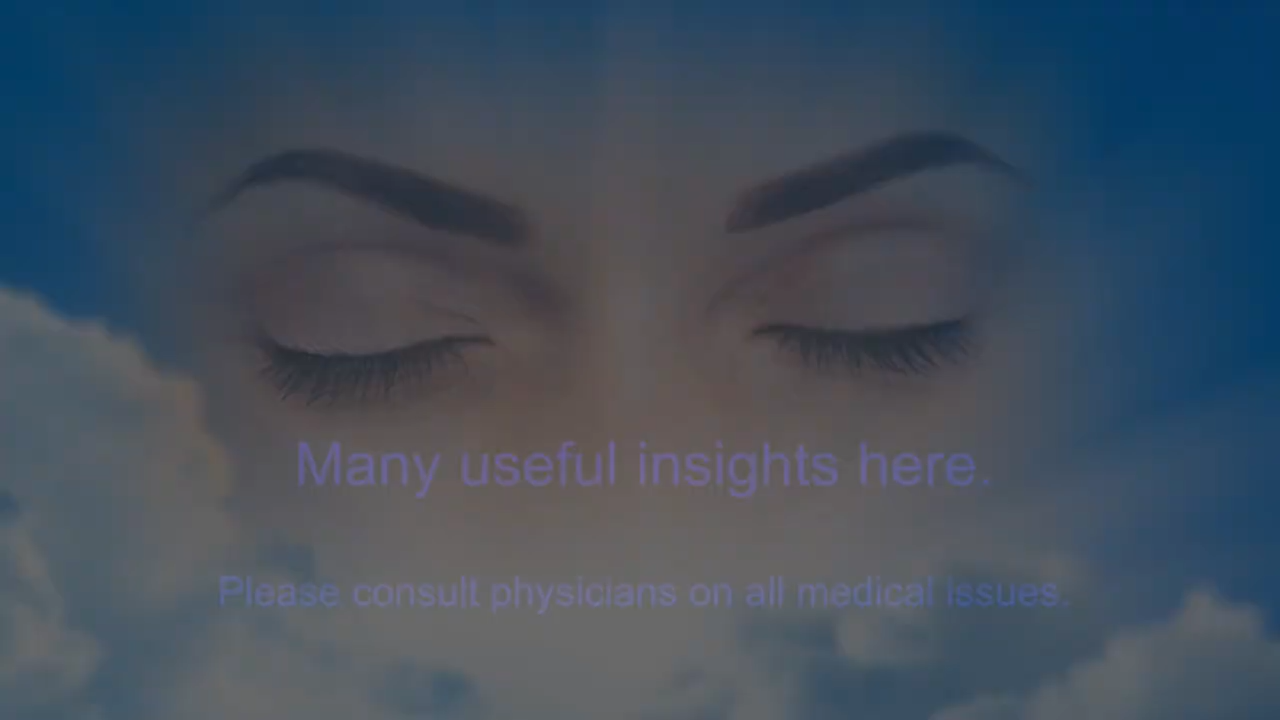 Many useful insights here.
Please consult physicians on all medical issues.